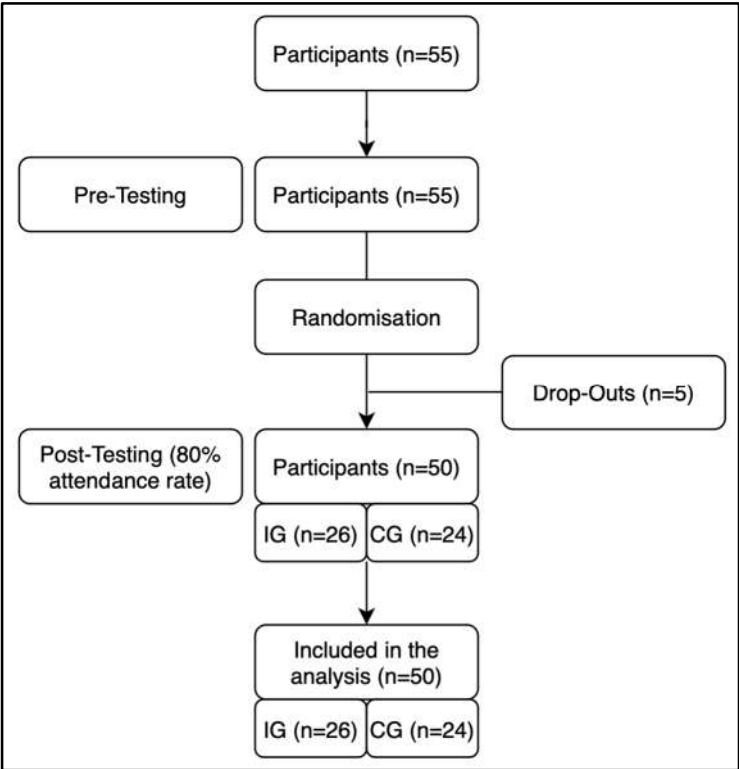 Participants (n=55)
Pre-Testing
Participants (n=55)
Randomisation
Drop-Outs (n=5)
Post-Testing (80%
attendance rate)
Participants (n=50)
IG (n=26)
CG (n=24)
Included in the
analysis (n=50)
IG (n=26)
CG (n=24)